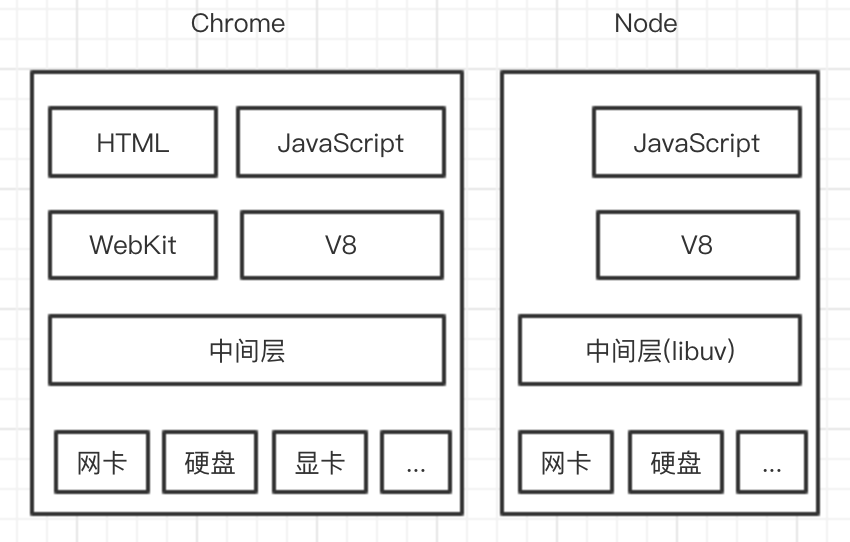 Chrome
Node
HTML
JavaScript
JavaScript
WebKit
V8
V8
中间层
中间层(libuv)
网卡
硬盘
显卡
...
网卡
硬盘
...